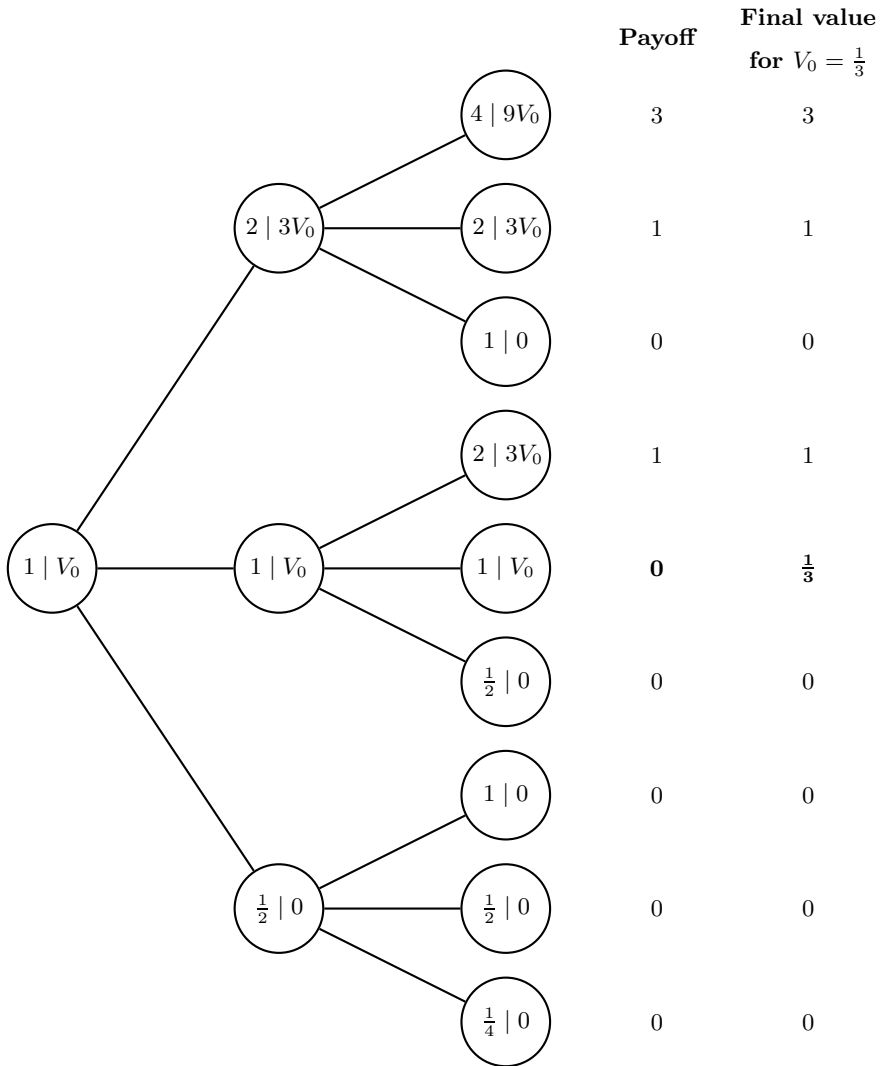 Payoff
Final value
for V₀ = 1/3
4 | 9V₀ 3 3
2 | 3V₀ 2 | 3V₀ 1 1
1 | 0 0 0
2 | 3V₀ 1 1
1 | V₀ 1 | V₀ 1 | V₀ 0 1/3
1/2 | 0 0 0
1 | 0 0 0
1/2 | 0 1/2 | 0 0 0
1/4 | 0 0 0